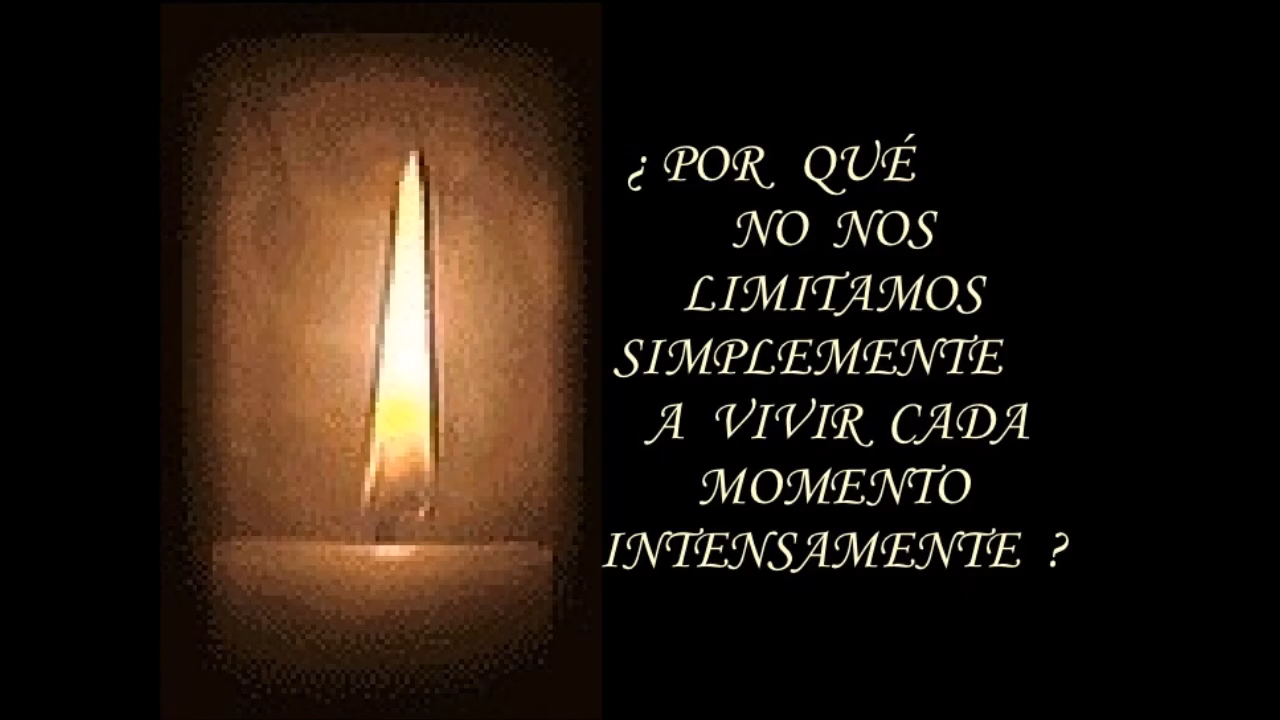 ¿ POR QUÉ
NO NOS
LIMITAMOS
SIMPLEMENTE
A VIVIR CADA
MOMENTO
INTENSAMENTE ?